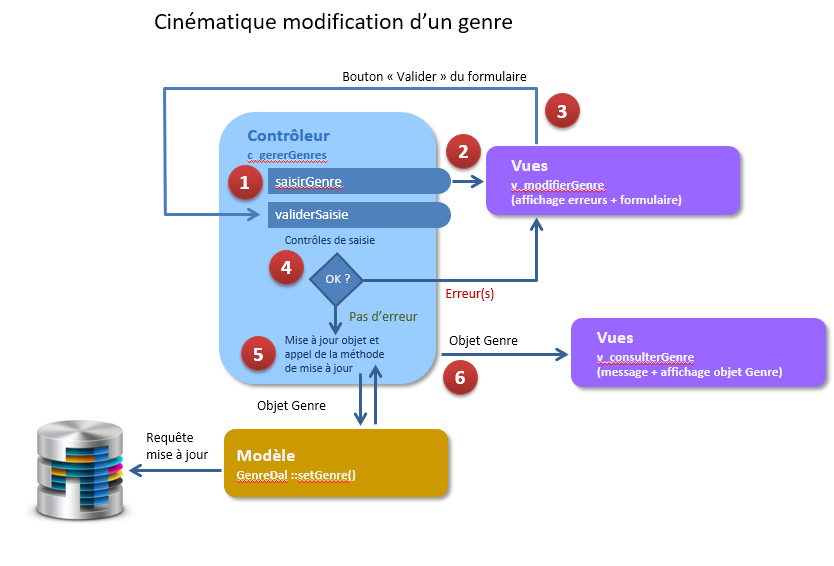 Cinématique modification d’un genre
Bouton « Valider » du formulaire
3
Contrôleur
c_gererGenres
2
1
saisirGenre
Vues
v_modifierGenre
(affichage erreurs + formulaire)
validerSaisie
Contrôles de saisie
4
OK ?
Erreur(s)
Pas d’erreur
5
Mise à jour objet et
appel de la méthode
de mise à jour
Objet Genre
6
Vues
v_consulterGenre
(message + affichage objet Genre)
Objet Genre
Requête
mise à jour
Modèle
GenreDal ::setGenre()